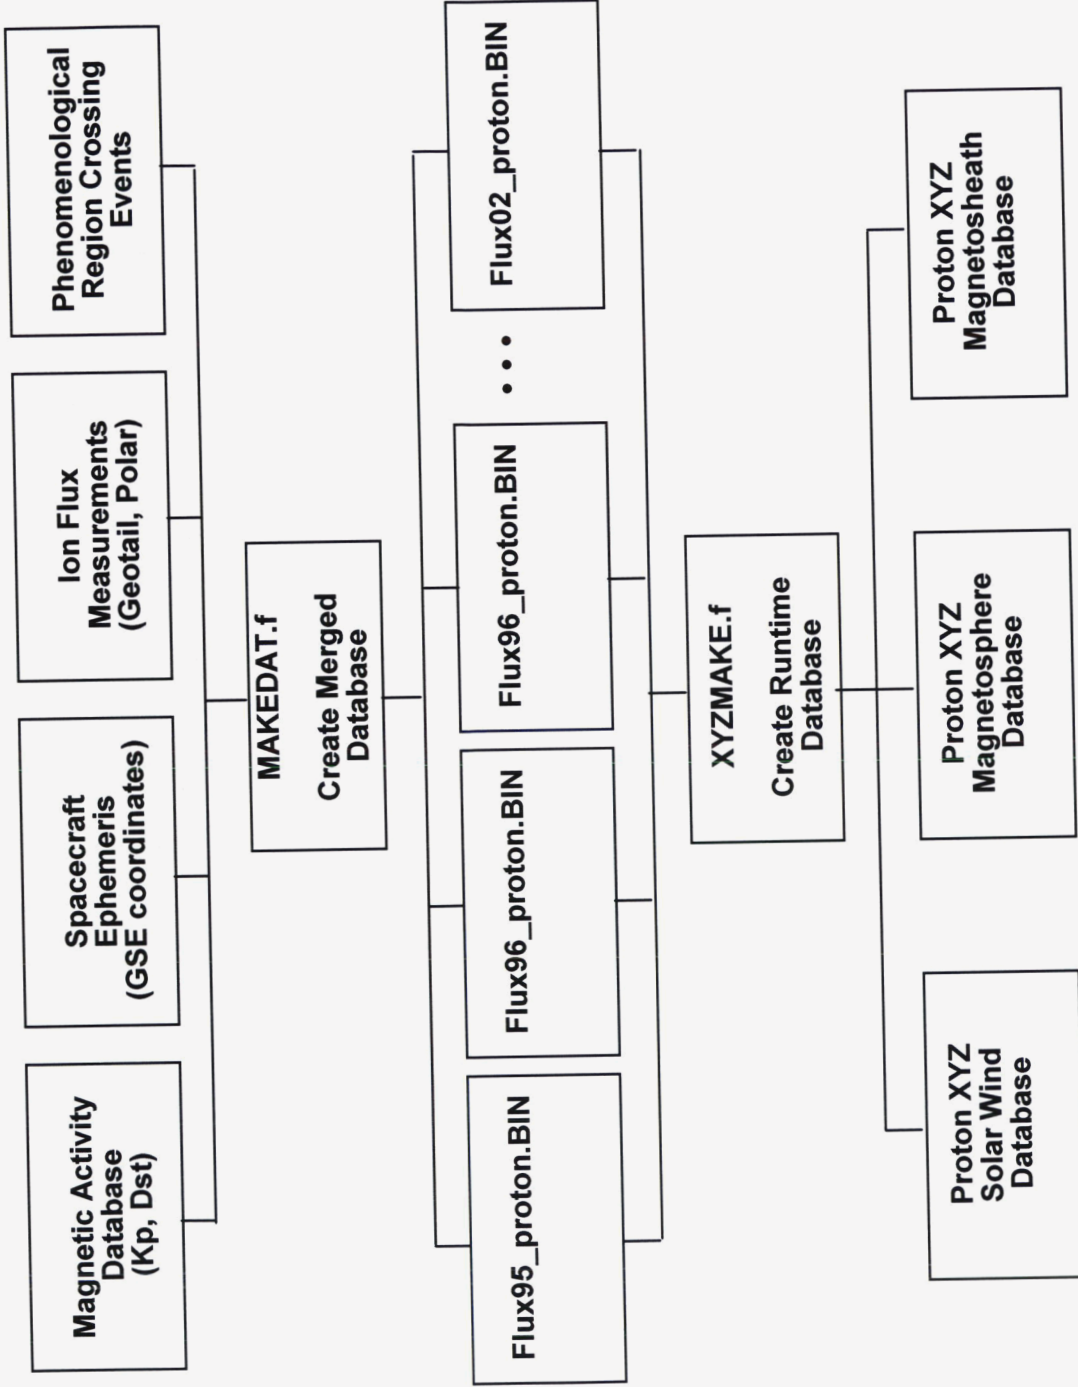 Magnetic Activity
Database
(Kp, Dst)
Spacecraft
Ephemeris
(GSE coordinates)
Ion Flux
Measurements
(Geotail, Polar)
Phenomenological
Region Crossing
Events
MAKEDAT.f
Create Merged
Database
Flux95_proton.BIN
Flux96_proton.BIN
Flux96_proton.BIN
• • •
Flux02_proton.BIN
XYZMAKE.f
Create Runtime
Database
Proton XYZ
Solar Wind
Database
Proton XYZ
Magnetosphere
Database
Proton XYZ
Magnetosheath
Database